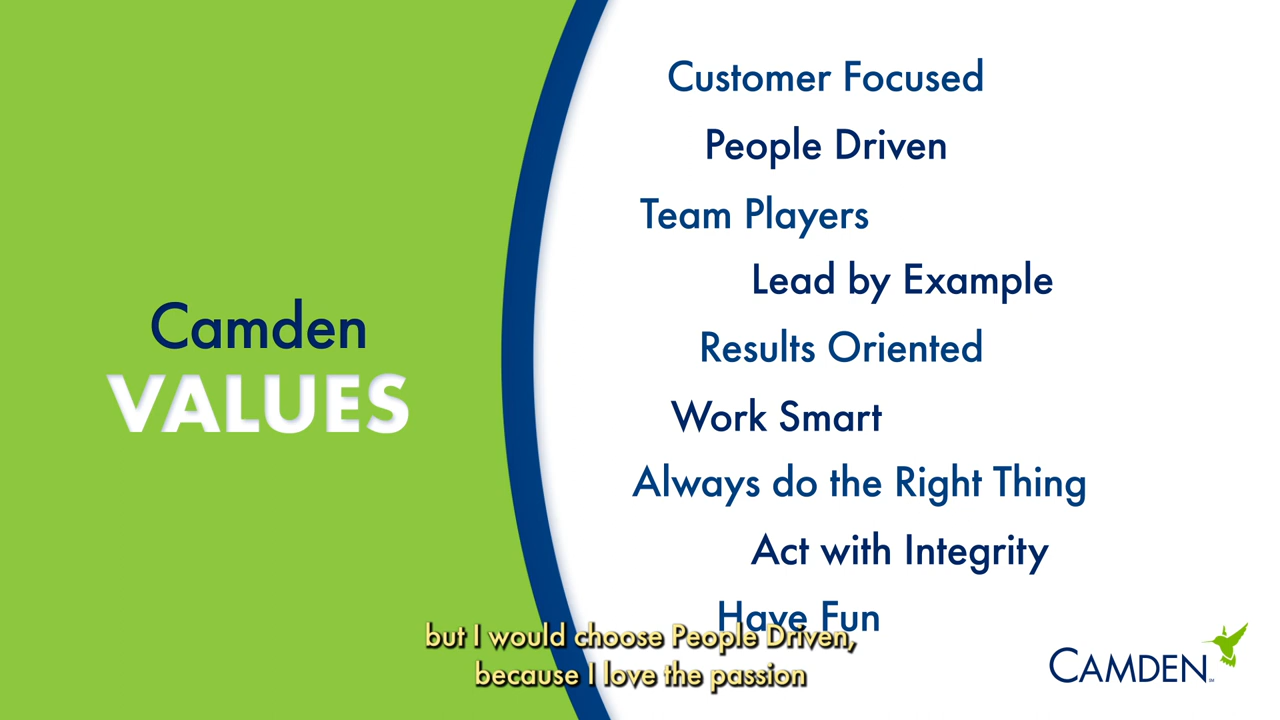 Camden
VALUES
Customer Focused
People Driven
Team Players
Lead by Example
Results Oriented
Work Smart
Always do the Right Thing
Act with Integrity
Have Fun
but I would choose People Driven,
because I love the passion
CAMDEN